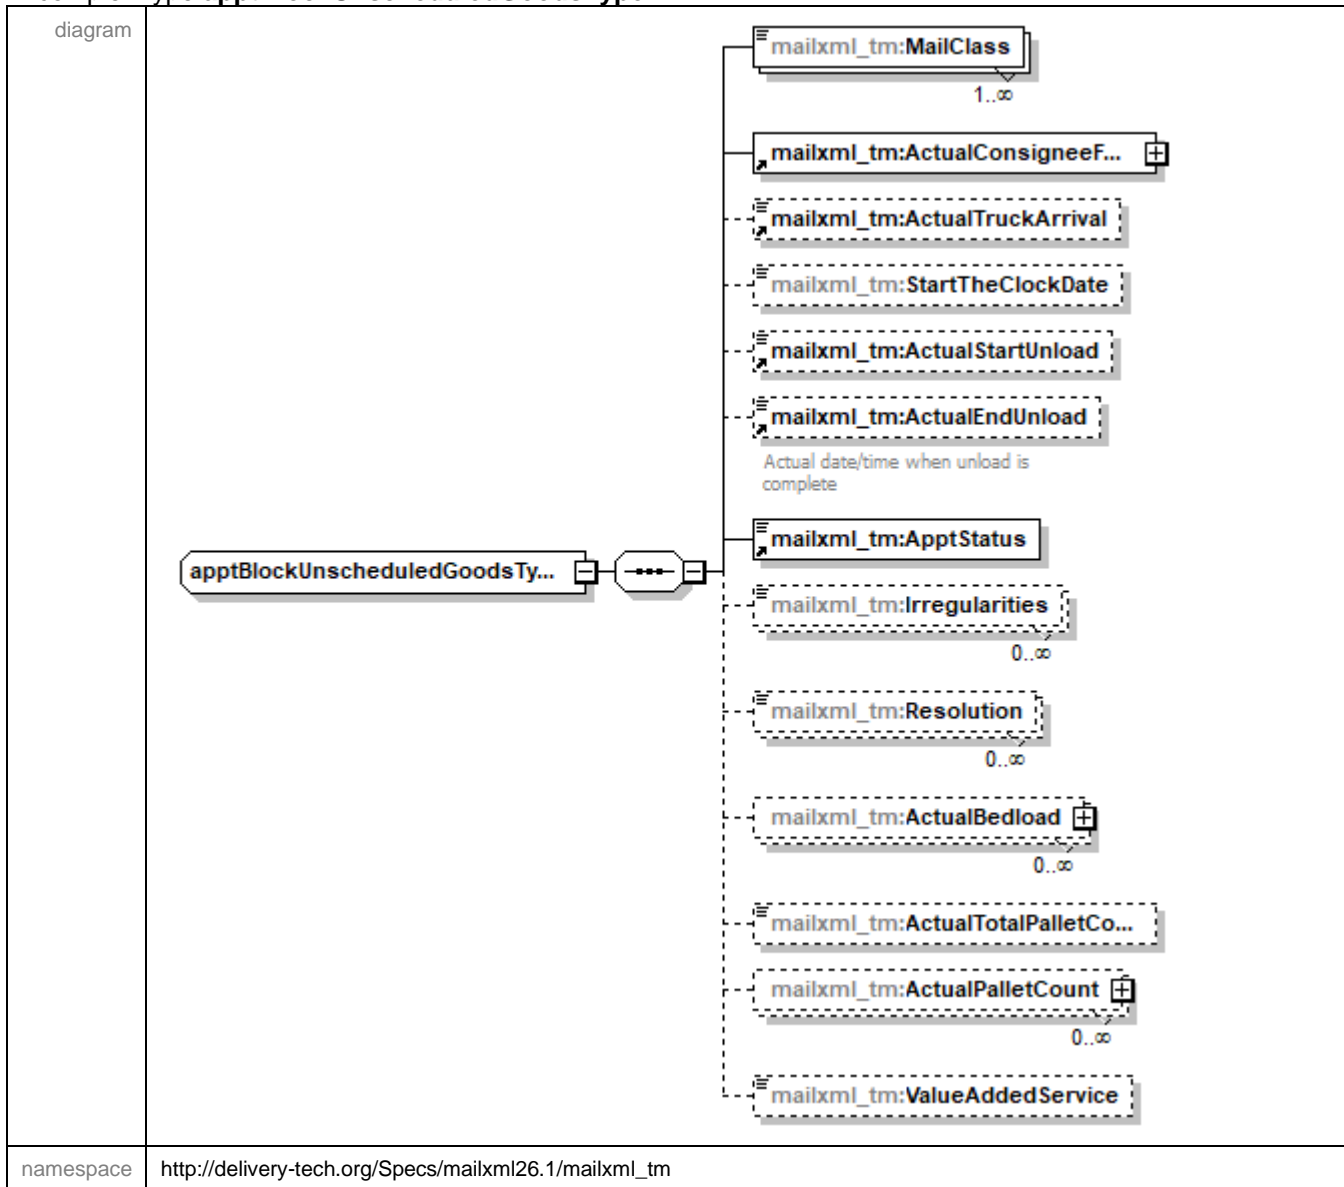 diagram
mailxml_tm:MailClass
1..∞
mailxml_tm:ActualConsigneeF...
mailxml_tm:ActualTruckArrival
mailxml_tm:StartTheClockDate
mailxml_tm:ActualStartUnload
mailxml_tm:ActualEndUnload
Actual date/time when unload is
complete
mailxml_tm:ApptStatus
apptBlockUnscheduledGoodsTy...
mailxml_tm:Irregularities
0..∞
mailxml_tm:Resolution
0..∞
mailxml_tm:ActualBedload
0..∞
mailxml_tm:ActualTotalPalletCo...
mailxml_tm:ActualPalletCount
0..∞
mailxml_tm:ValueAddedService
namespace http://delivery-tech.org/Specs/mailxml26.1/mailxml_tm